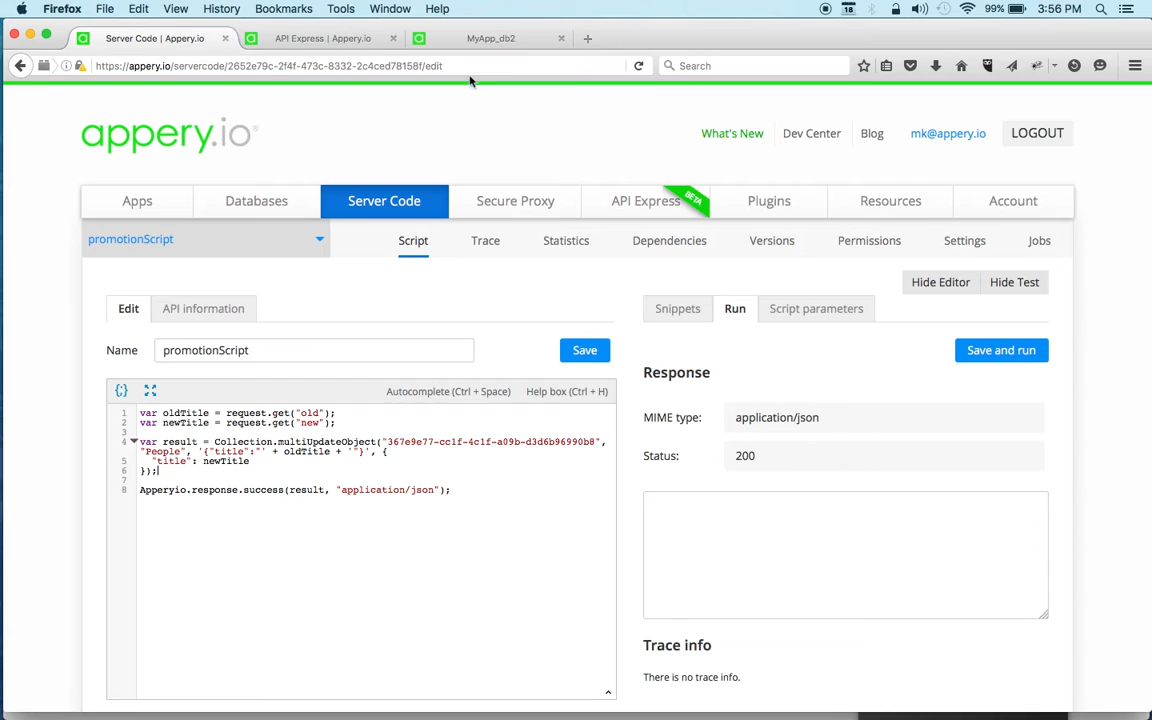 Firefox File Edit View History Bookmarks Tools Window Help 18 99% 3:56 PM
Server Code | Appery.io API Express | Appery.io MyApp_db2
https://appery.io/servercode/2652e79c-2f4f-473c-8332-2c4ced78158f/edit Search
appery.io
What's New Dev Center Blog mk@appery.io LOGOUT
Apps Databases Server Code Secure Proxy API Express BETA Plugins Resources Account
promotionScript Script Trace Statistics Dependencies Versions Permissions Settings Jobs
Hide Editor Hide Test
Edit API information Snippets Run Script parameters
Name promotionScript Save Save and run
Response
{;} Autocomplete (Ctrl + Space) Help box (Ctrl + H)
MIME type: application/json
Status: 200
1 var oldTitle = request.get("old");
2 var newTitle = request.get("new");
3
4 var result = Collection.multiUpdateObject("367e9e77-cc1f-4c1f-a09b-d3d6b96990b8",
"People", '{"title":"' + oldTitle + '"}', {
5 "title": newTitle
6 });
7
8 Apperyio.response.success(result, "application/json");
Trace info
There is no trace info.